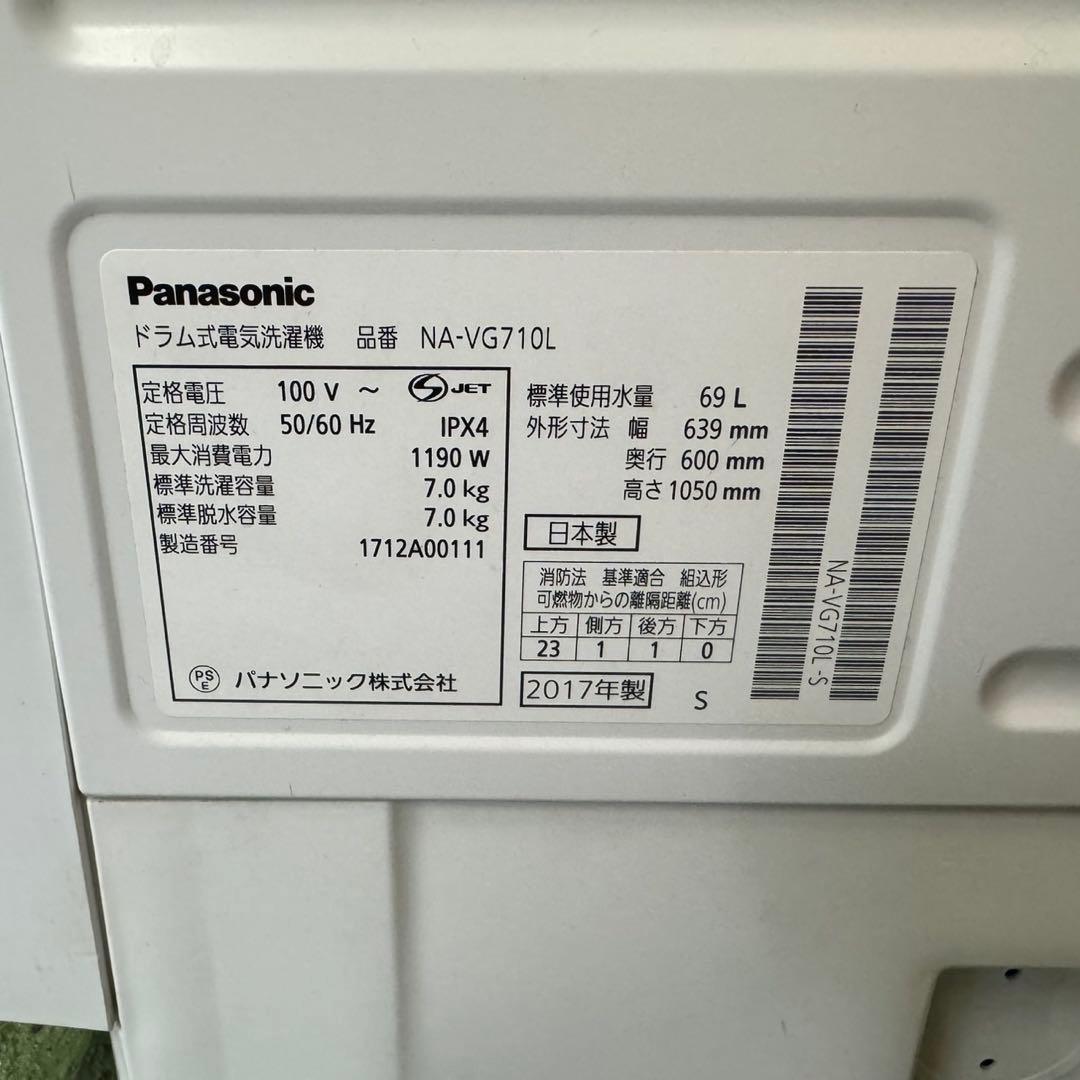 Panasonic
ドラム式電気洗濯機 品番 NA-VG710L
定格電圧 100 V ～ S JET
定格周波数 50/60 Hz IPX4
最大消費電力 1190 W
標準洗濯容量 7.0 kg
標準脱水容量 7.0 kg
製造番号 1712A00111
PS E パナソニック株式会社
標準使用水量 69 L
外形寸法 幅 639 mm
奥行 600 mm
高さ 1050 mm
日本製
消防法 基準適合 組込形
可燃物からの離隔距離(cm)
上方 側方 後方 下方
23 1 1 0
2017年製 S
NA-VG710L-S